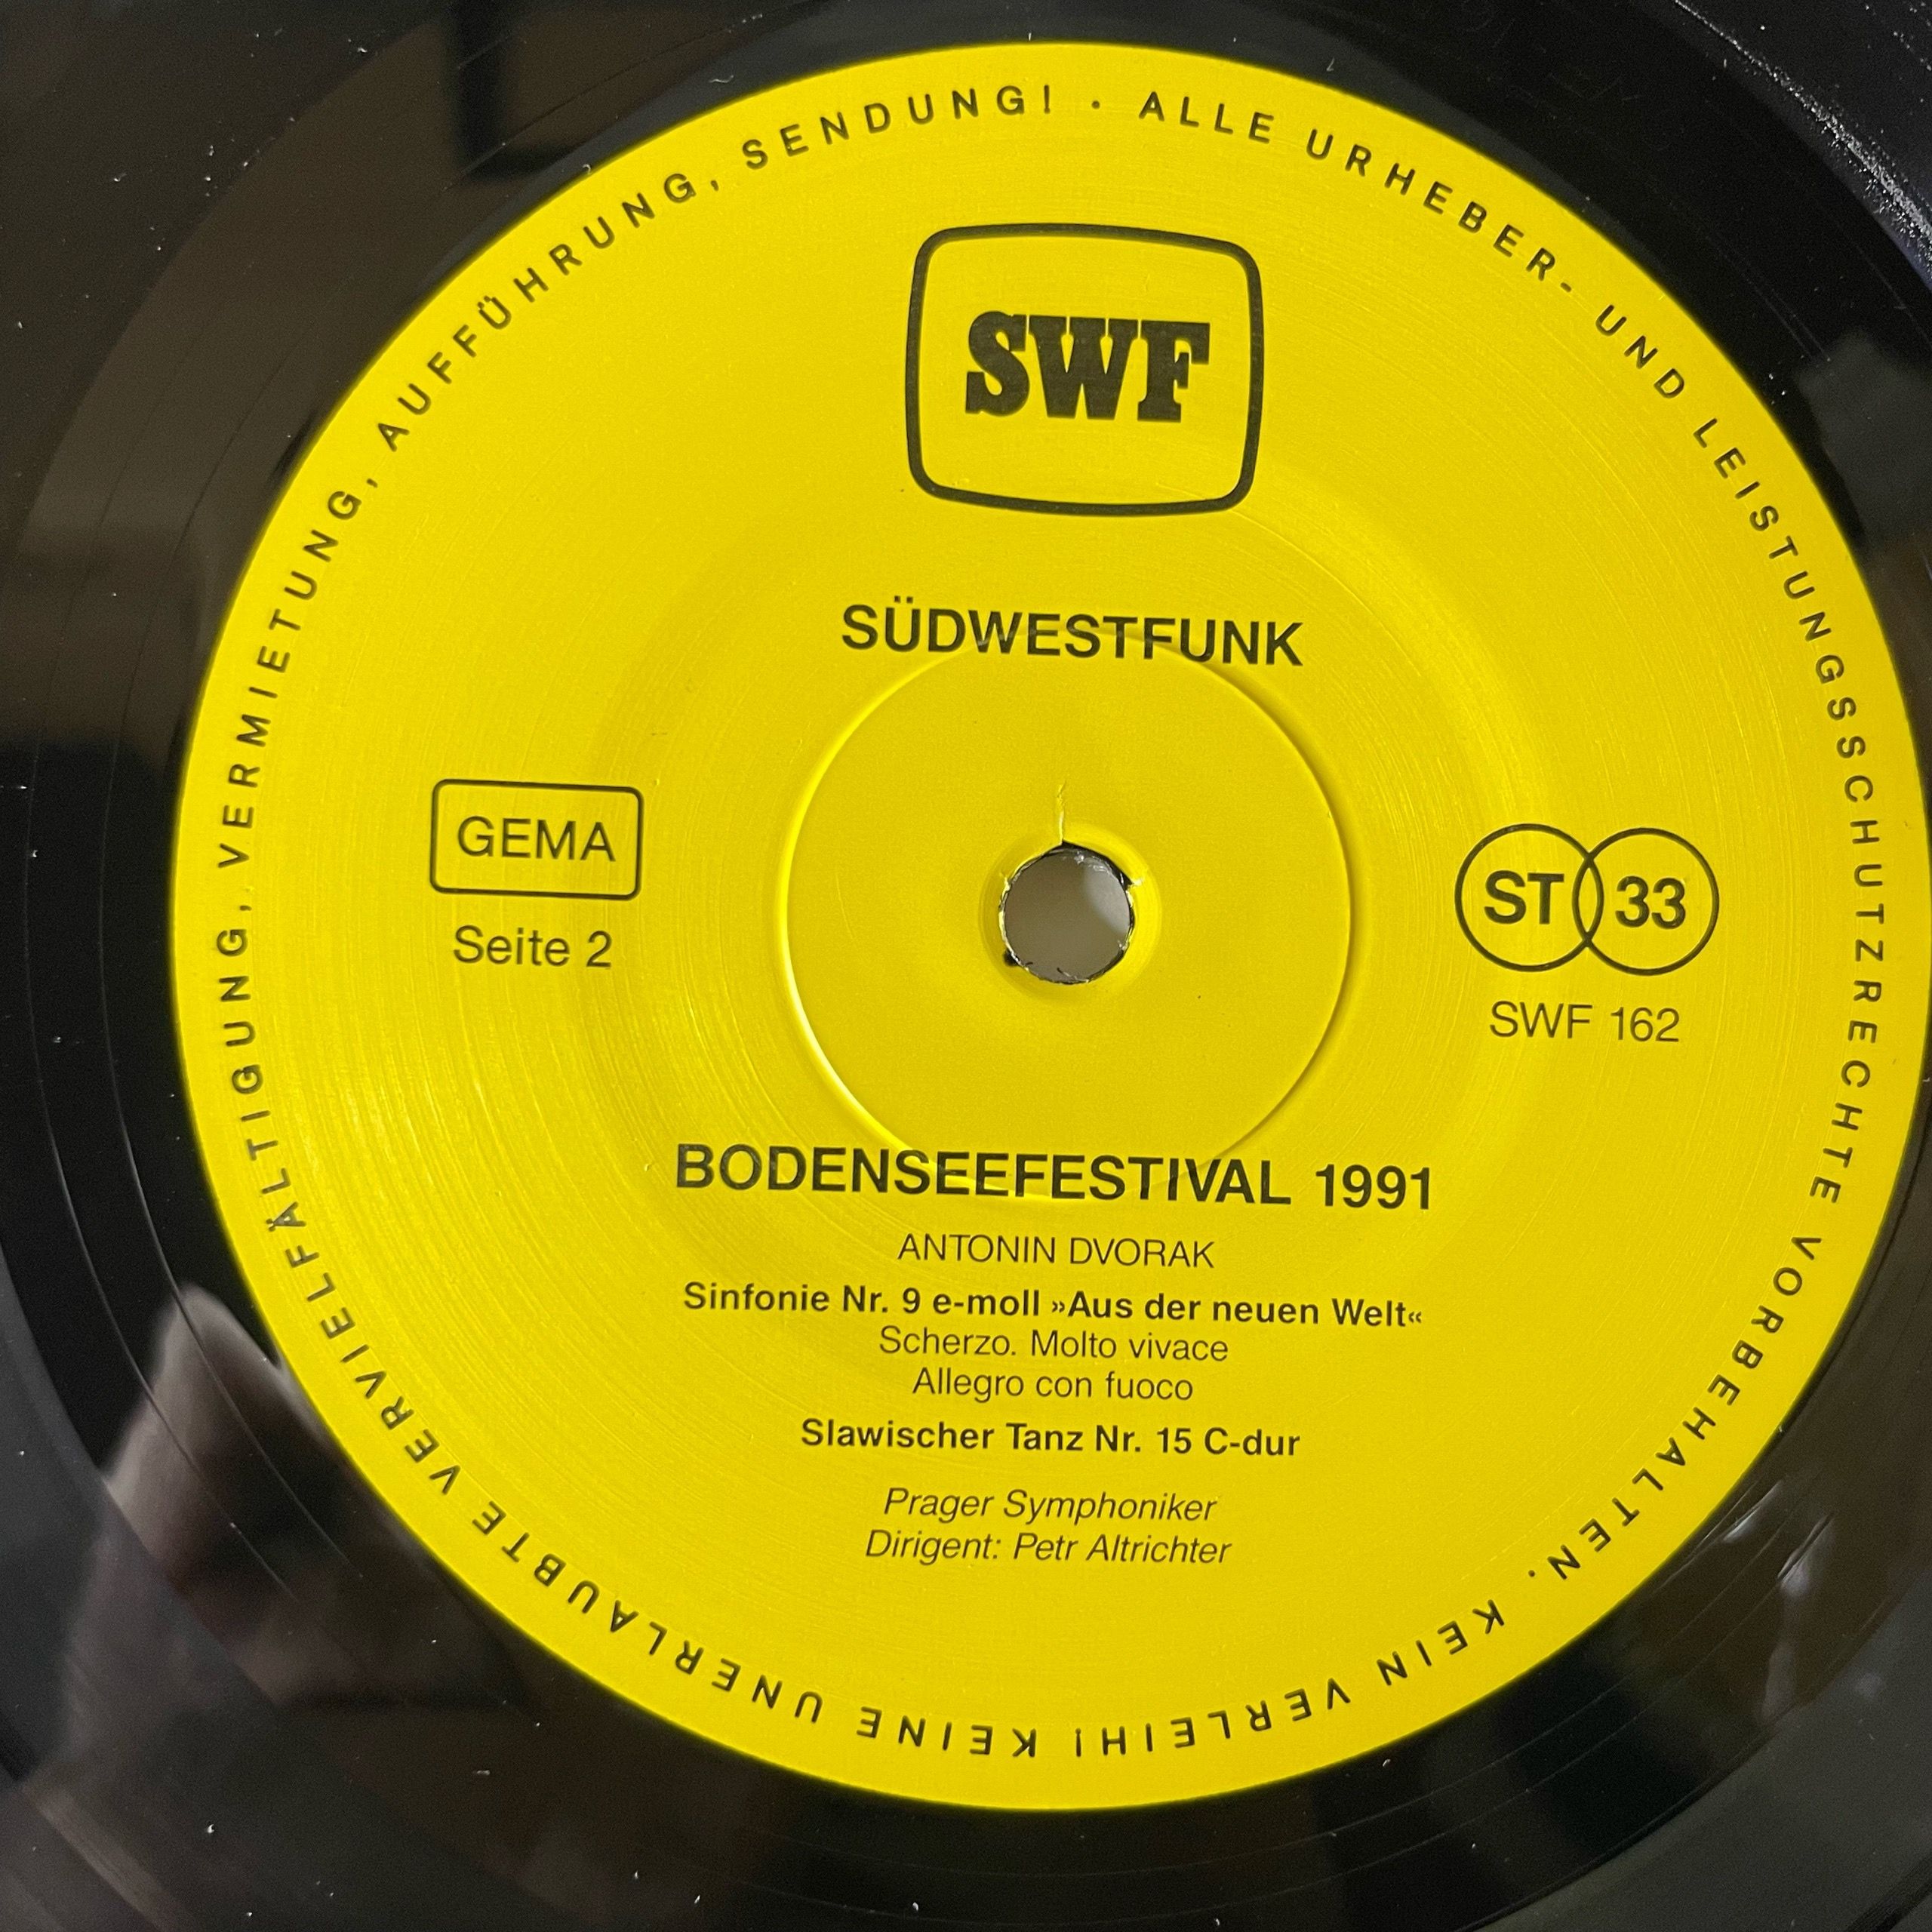 ALLE URHEBER- UND LEISTUNGSSCHUTZRECHTE VORBEHALTEN. KEIN VERLEIH! KEINE UNERLAUBTE VERVIELFÄLTIGUNG, VERMIETUNG, AUFFÜHRUNG, SENDUNG! ·
SWF
SÜDWESTFUNK
GEMA
Seite 2
ST 33
SWF 162
BODENSEEFESTIVAL 1991
ANTONIN DVORAK
Sinfonie Nr. 9 e-moll »Aus der neuen Welt«
Scherzo. Molto vivace
Allegro con fuoco
Slawischer Tanz Nr. 15 C-dur
Prager Symphoniker
Dirigent: Petr Altrichter